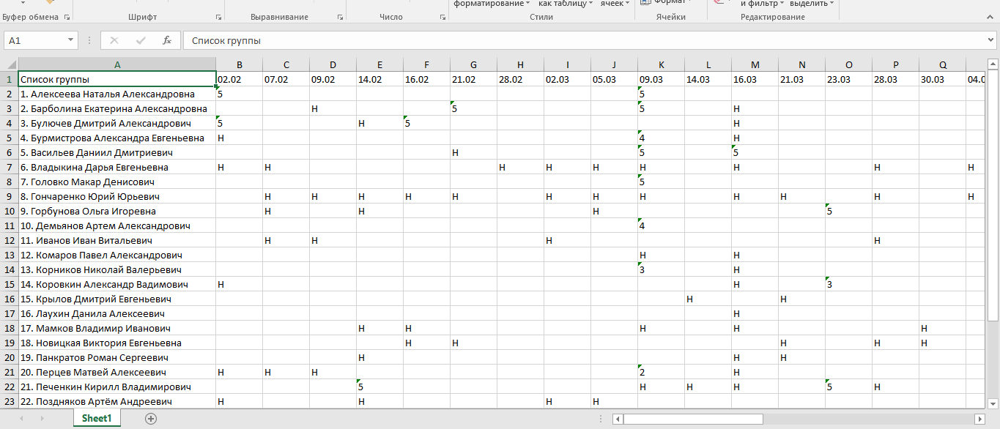 форматирование как таблицу ячеек Формат и фильтр выделить
Буфер обмена Шрифт Выравнивание Число Стили Ячейки Редактирование
A1 fx Список группы
A B C D E F G H I J K L M N O P Q
1 Список группы 02.02 07.02 09.02 14.02 16.02 21.02 28.02 02.03 05.03 09.03 14.03 16.03 21.03 23.03 28.03 30.03 04.0
2 1. Алексеева Наталья Александровна 5 5
3 2. Барболина Екатерина Александровна Н 5 5 Н
4 3. Булючев Дмитрий Александрович 5 Н 5 Н
5 4. Бурмистрова Александра Евгеньевна Н 4 Н
6 5. Васильев Даниил Дмитриевич Н 5 5
7 6. Владыкина Дарья Евгеньевна Н Н Н Н Н Н Н Н Н
8 7. Головко Макар Денисович 5
9 8. Гончаренко Юрий Юрьевич Н Н Н Н Н Н Н Н Н Н Н Н
10 9. Горбунова Ольга Игоревна Н Н Н 5
11 10. Демьянов Артем Александрович 4
12 11. Иванов Иван Витальевич Н Н Н Н
13 12. Комаров Павел Александрович Н Н
14 13. Корников Николай Валерьевич 3 Н
15 14. Коровкин Александр Вадимович Н Н 3
16 15. Крылов Дмитрий Евгеньевич Н Н
17 16. Лаухин Данила Алексеевич Н
18 17. Мамков Владимир Иванович Н Н Н Н Н
19 18. Новицкая Виктория Евгеньевна Н Н Н Н Н
20 19. Панкратов Роман Сергеевич Н Н Н
21 20. Перцев Матвей Алексеевич Н Н Н 2 Н
22 21. Печенкин Кирилл Владимирович 5 Н Н Н 5 Н
23 22. Поздняков Артём Андреевич Н Н Н Н
Sheet1